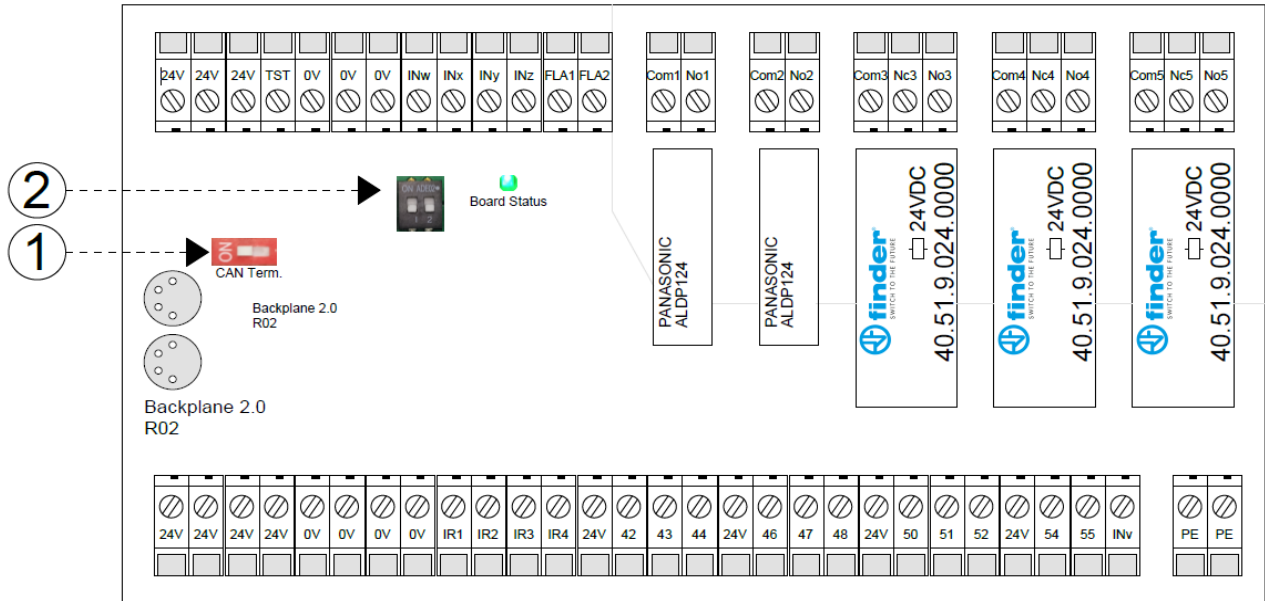 24V 24V 24V TST 0V 0V 0V INw INx INy INz FLA1 FLA2 Com1 No1 Com2 No2 Com3 Nc3 No3 Com4 Nc4 No4 Com5 Nc5 No5
2
ON
1 2
Board Status
1
ON
CAN Term.
Backplane 2.0
R02
Backplane 2.0
R02
PANASONIC
ALDP124
PANASONIC
ALDP124
finder
SWITCH TO THE FUTURE
24VDC
40.51.9.024.0000
finder
SWITCH TO THE FUTURE
24VDC
40.51.9.024.0000
finder
SWITCH TO THE FUTURE
24VDC
40.51.9.024.0000
24V 24V 24V 24V 0V 0V 0V 0V IR1 IR2 IR3 IR4 24V 42 43 44 24V 46 47 48 24V 50 51 52 24V 54 55 INv PE PE